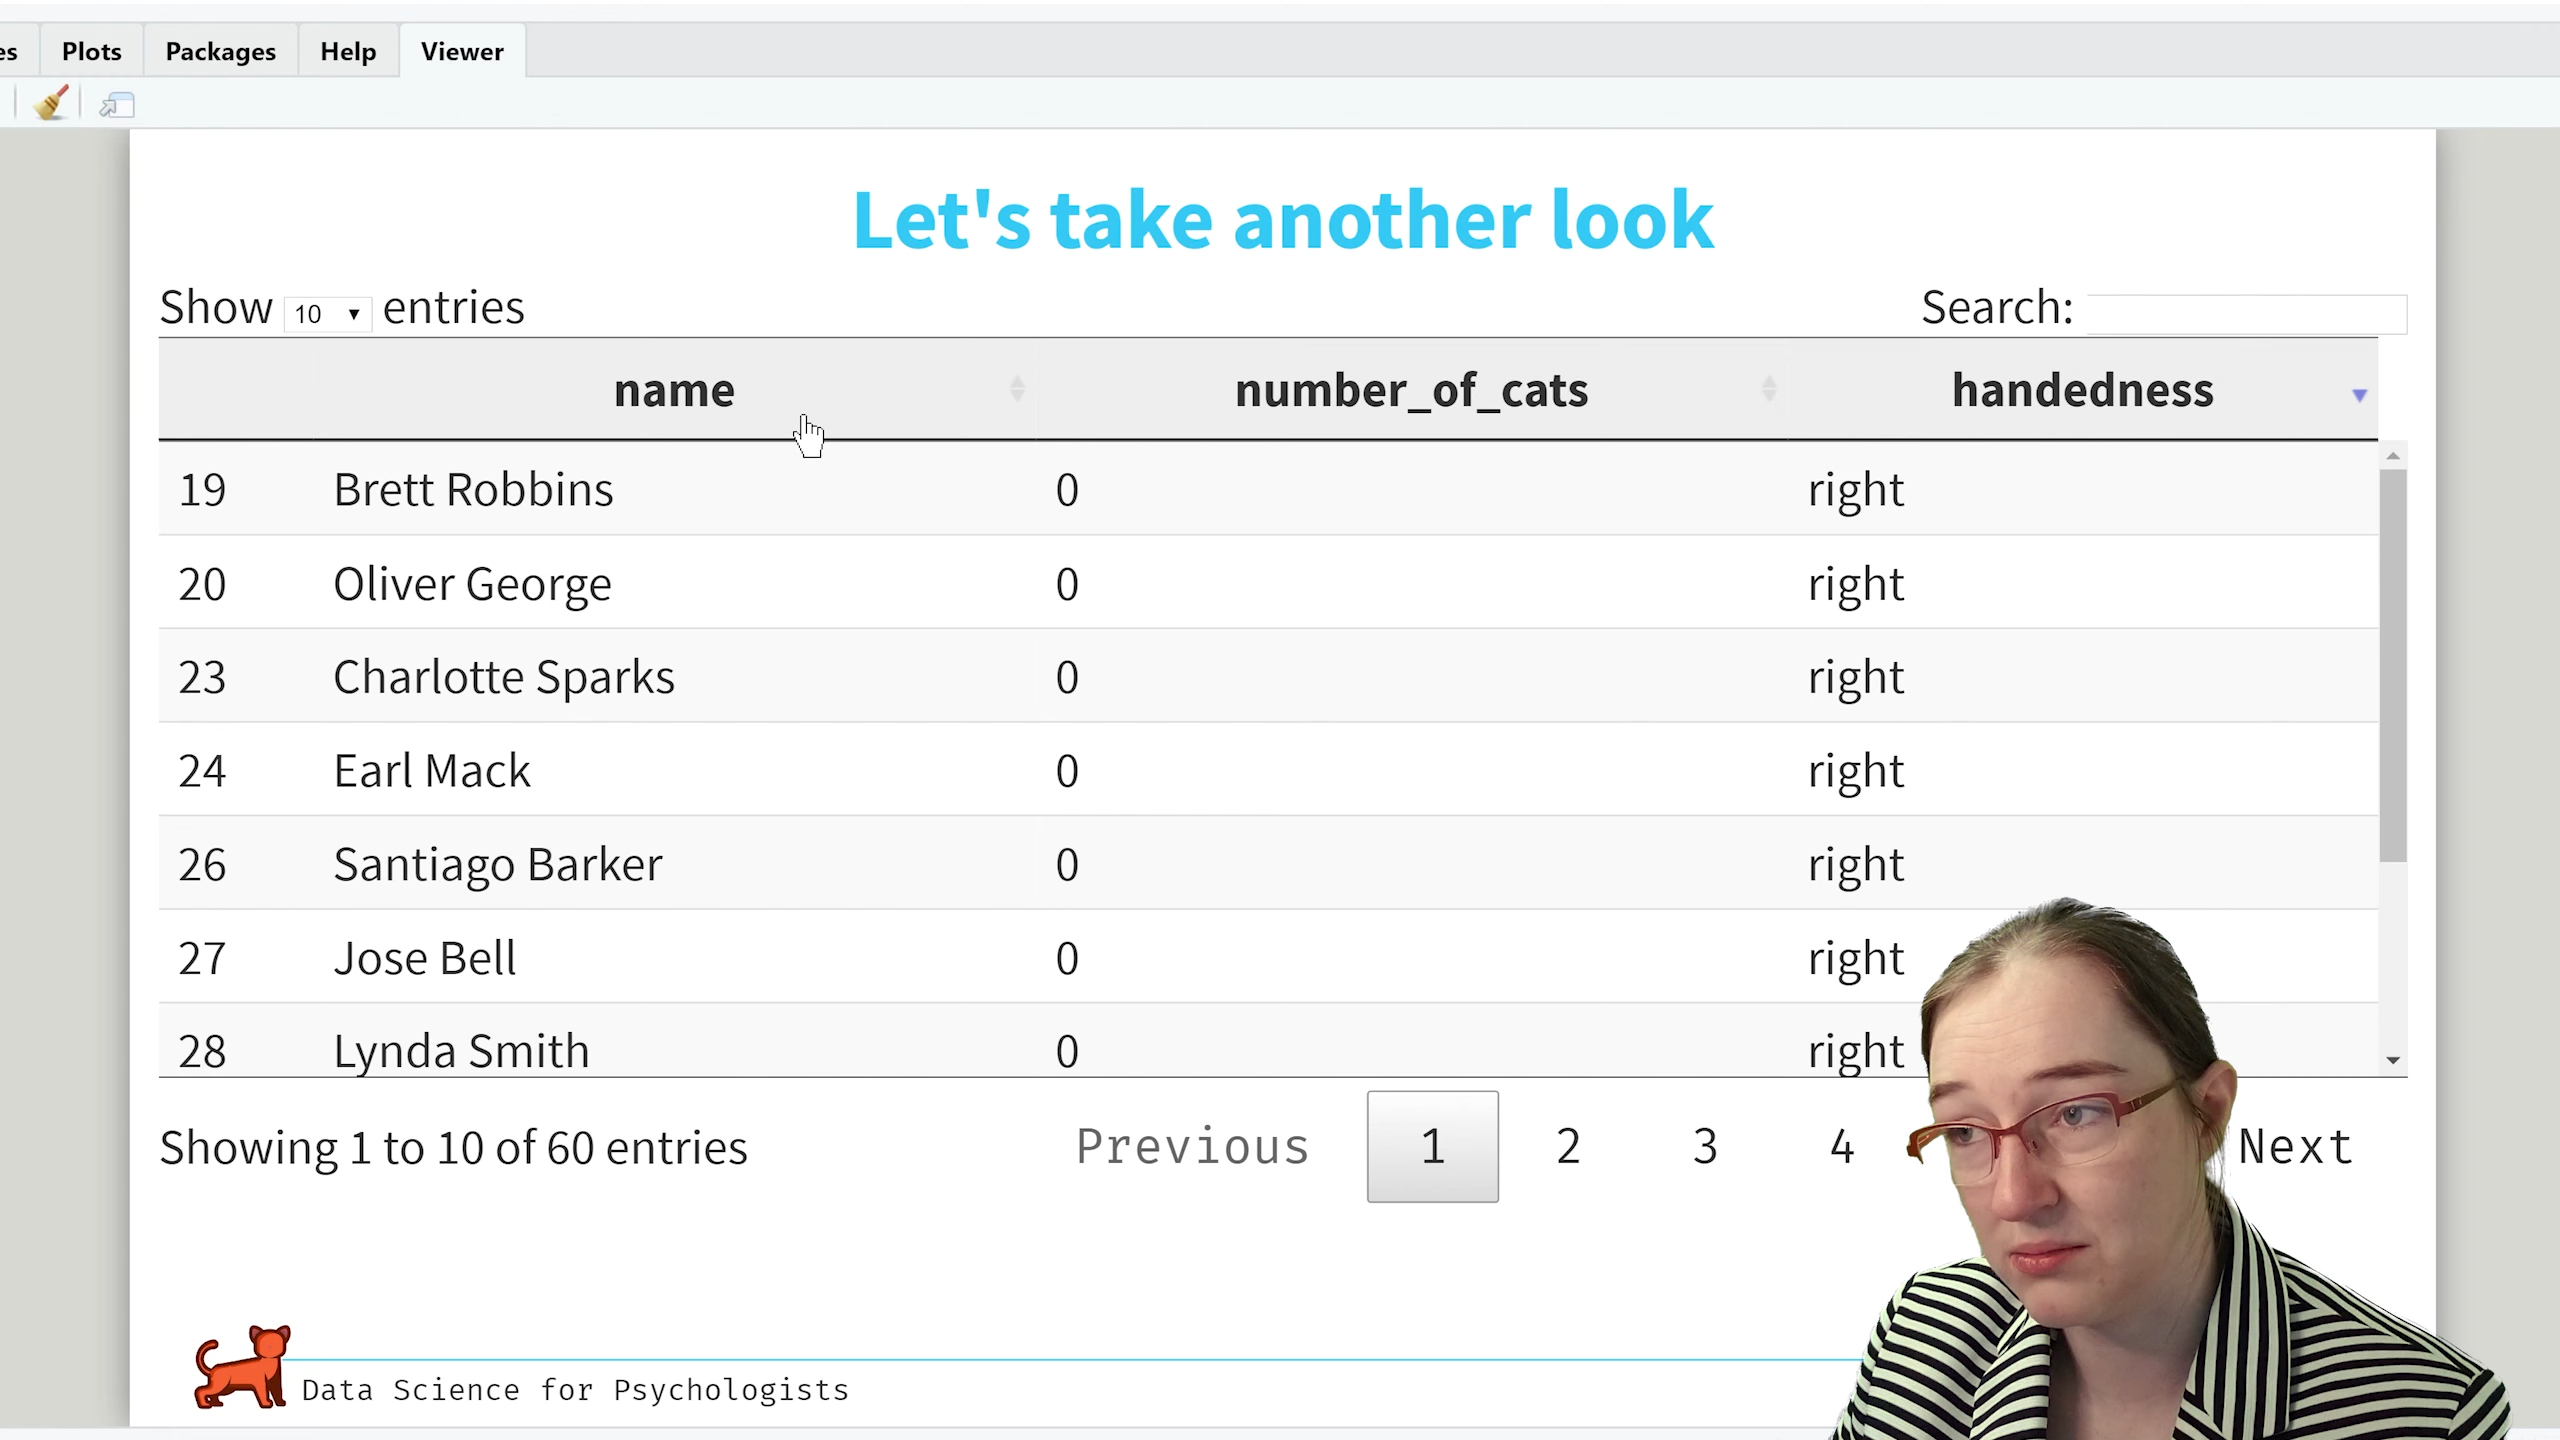 es Plots Packages Help Viewer
Let's take another look
Show 10 entries Search:
name number_of_cats handedness
19 Brett Robbins 0 right
20 Oliver George 0 right
23 Charlotte Sparks 0 right
24 Earl Mack 0 right
26 Santiago Barker 0 right
27 Jose Bell 0 right
28 Lynda Smith 0 right
Showing 1 to 10 of 60 entries Previous 1 2 3 4 Next
Data Science for Psychologists